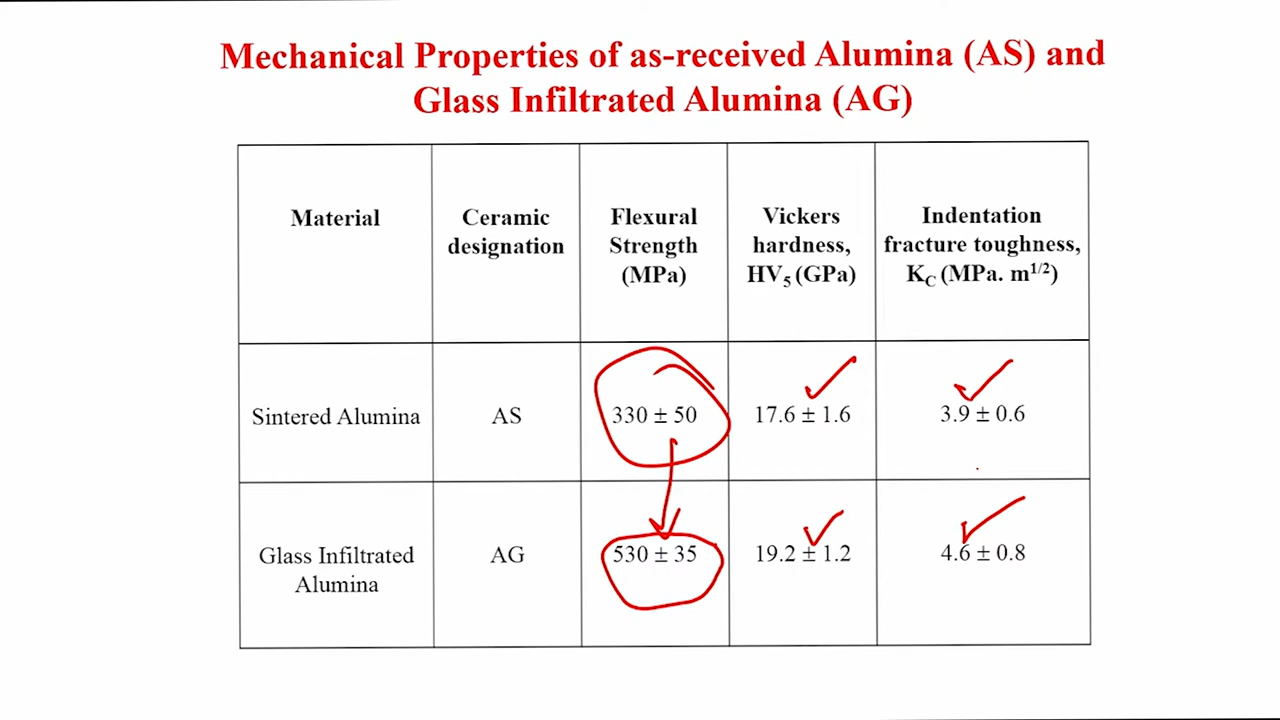 Mechanical Properties of as-received Alumina (AS) and
Glass Infiltrated Alumina (AG)
Material
Ceramic
designation
Flexural
Strength
(MPa)
Vickers
hardness,
HV5 (GPa)
Indentation
fracture toughness,
KC (MPa. m1/2)
Sintered Alumina
AS
330 ± 50
17.6 ± 1.6
3.9 ± 0.6
Glass Infiltrated
Alumina
AG
530 ± 35
19.2 ± 1.2
4.6 ± 0.8